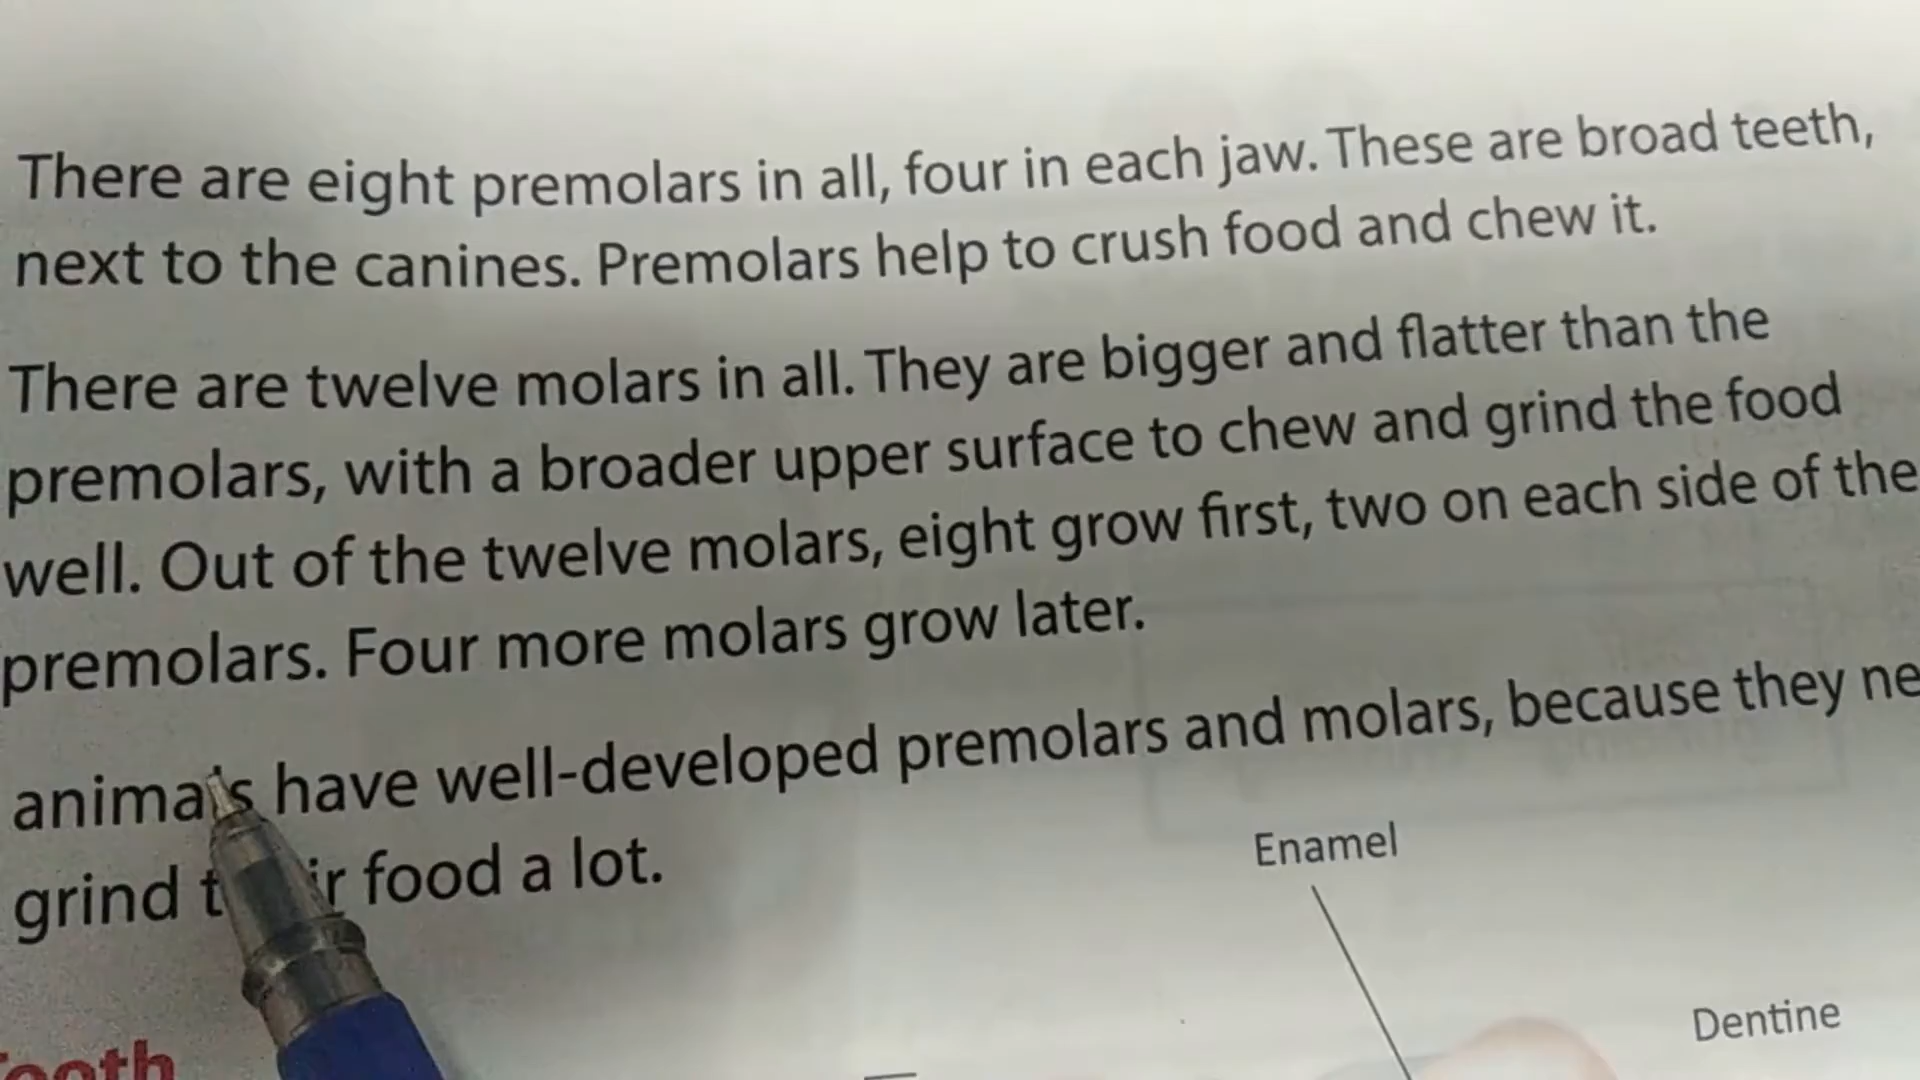 There are eight premolars in all, four in each jaw. These are broad teeth,
next to the canines. Premolars help to crush food and chew it.
There are twelve molars in all. They are bigger and flatter than the
premolars, with a broader upper surface to chew and grind the food
well. Out of the twelve molars, eight grow first, two on each side of the
premolars. Four more molars grow later.
animals have well-developed premolars and molars, because they ne
grind their food a lot.
Enamel
Dentine